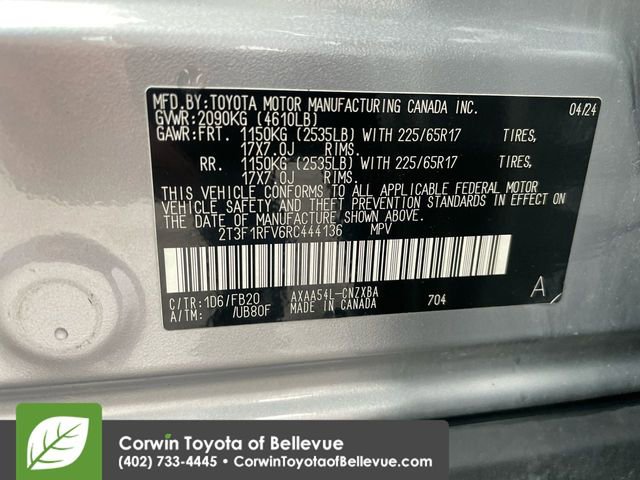 MFD.BY:TOYOTA MOTOR MANUFACTURING CANADA INC. 04/24
GVWR:2090KG (4610LB)
GAWR:FRT. 1150KG (2535LB) WITH 225/65R17 TIRES,
17X7.0J RIMS.
RR. 1150KG (2535LB) WITH 225/65R17 TIRES,
17X7.0J RIMS.
THIS VEHICLE CONFORMS TO ALL APPLICABLE FEDERAL MOTOR
VEHICLE SAFETY AND THEFT PREVENTION STANDARDS IN EFFECT ON
THE DATE OF MANUFACTURE SHOWN ABOVE.
2T3F1RFV6RC444136 MPV
C/TR:1D6/FB20 AXAA54L-CNZXBA 704 A
A/TM: /UB80F MADE IN CANADA
Corwin Toyota of Bellevue
(402) 733-4445 • CorwinToyotaofBellevue.com